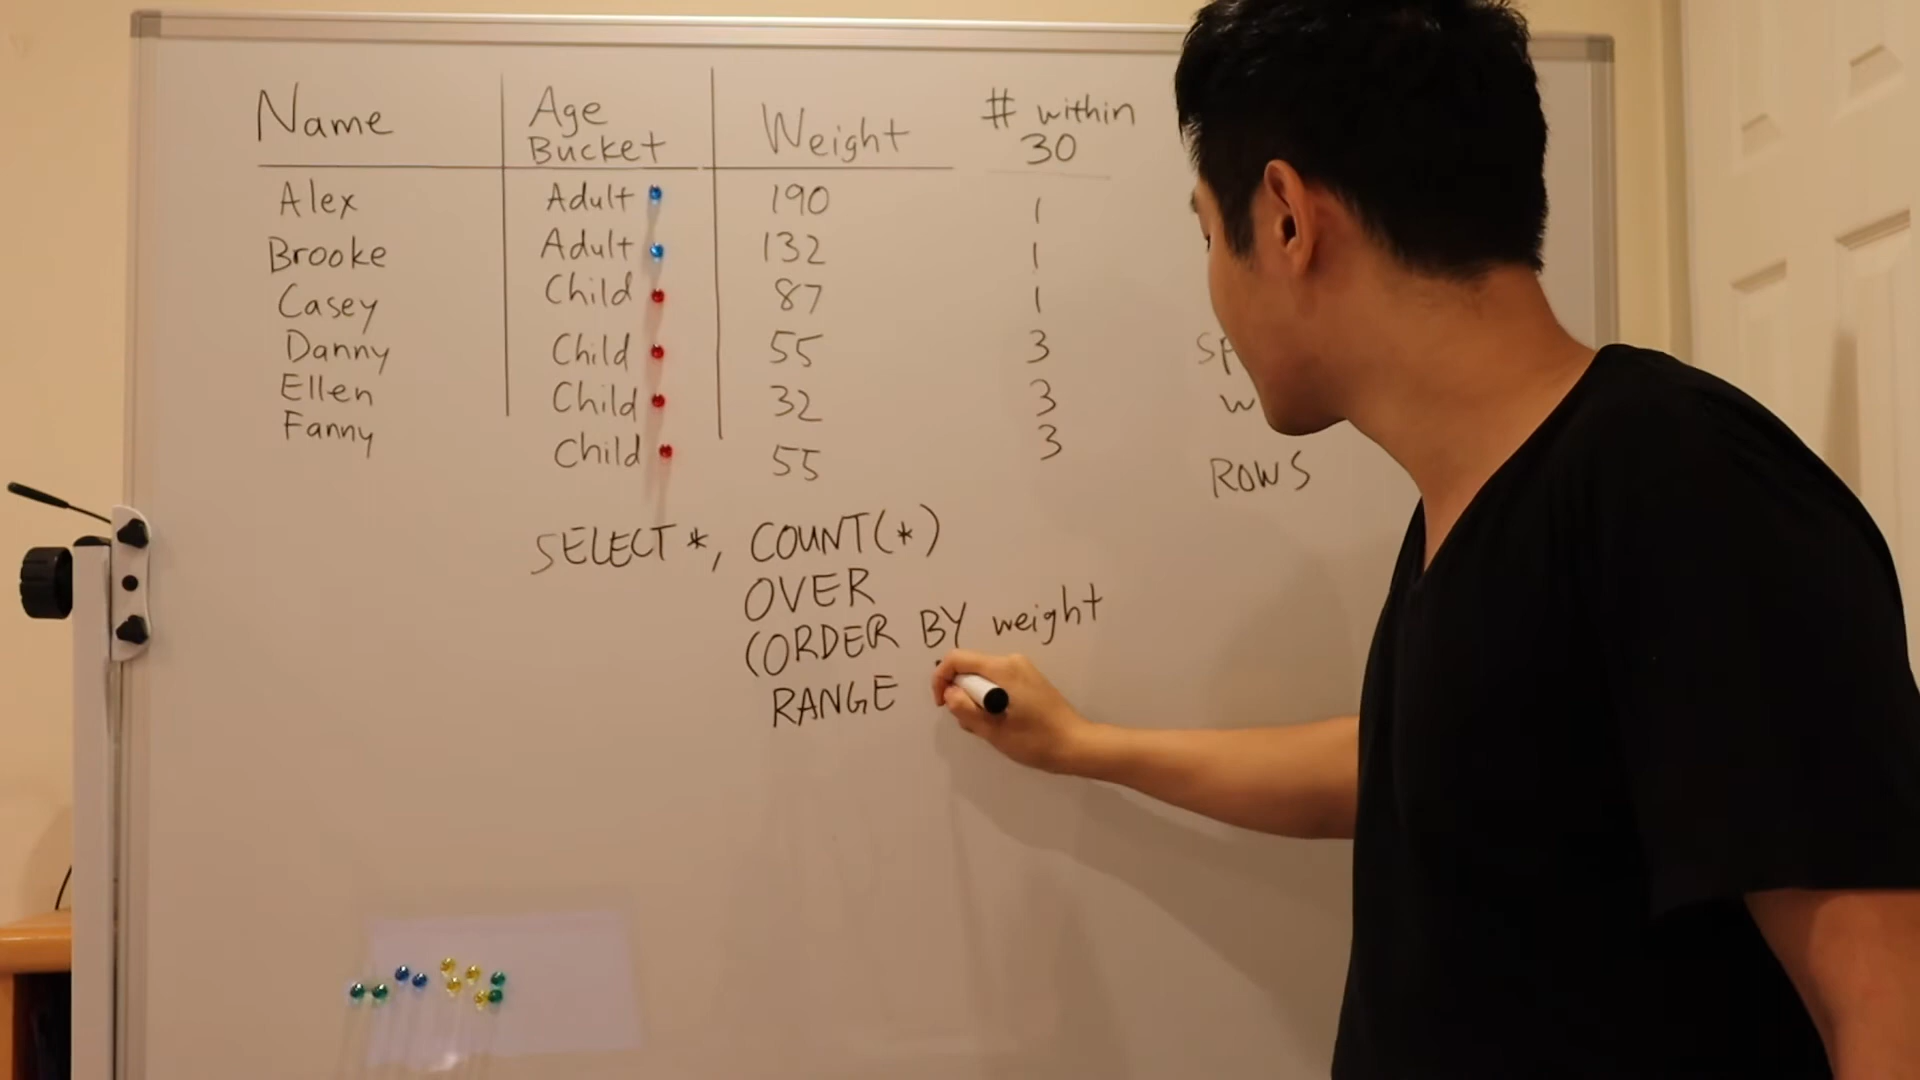 Name Age Bucket Weight # within 30
Alex Adult 190 1
Brooke Adult 132 1
Casey Child 87 1
Danny Child 55 3
Ellen Child 32 3
Fanny Child 55 3
ROWS
SELECT *, COUNT(*)
OVER
(ORDER BY weight
RANGE